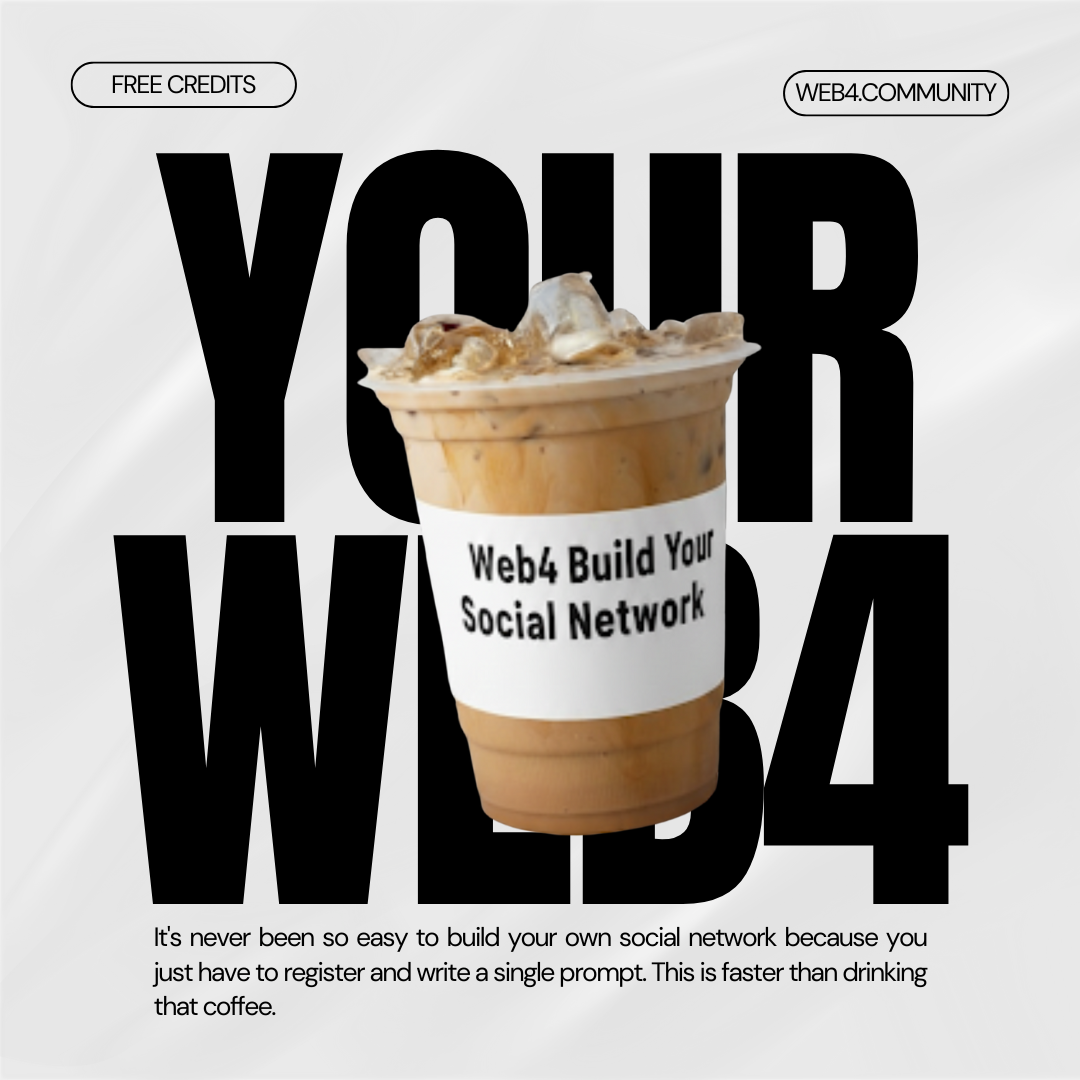 FREE CREDITS
WEB4.COMMUNITY
YOUR
WEB4
Web4 Build Your
Social Network
It's never been so easy to build your own social network because you
just have to register and write a single prompt. This is faster than drinking
that coffee.